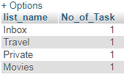 + Options
list_name No_of_Task
Inbox 1
Travel 1
Private 1
Movies 1